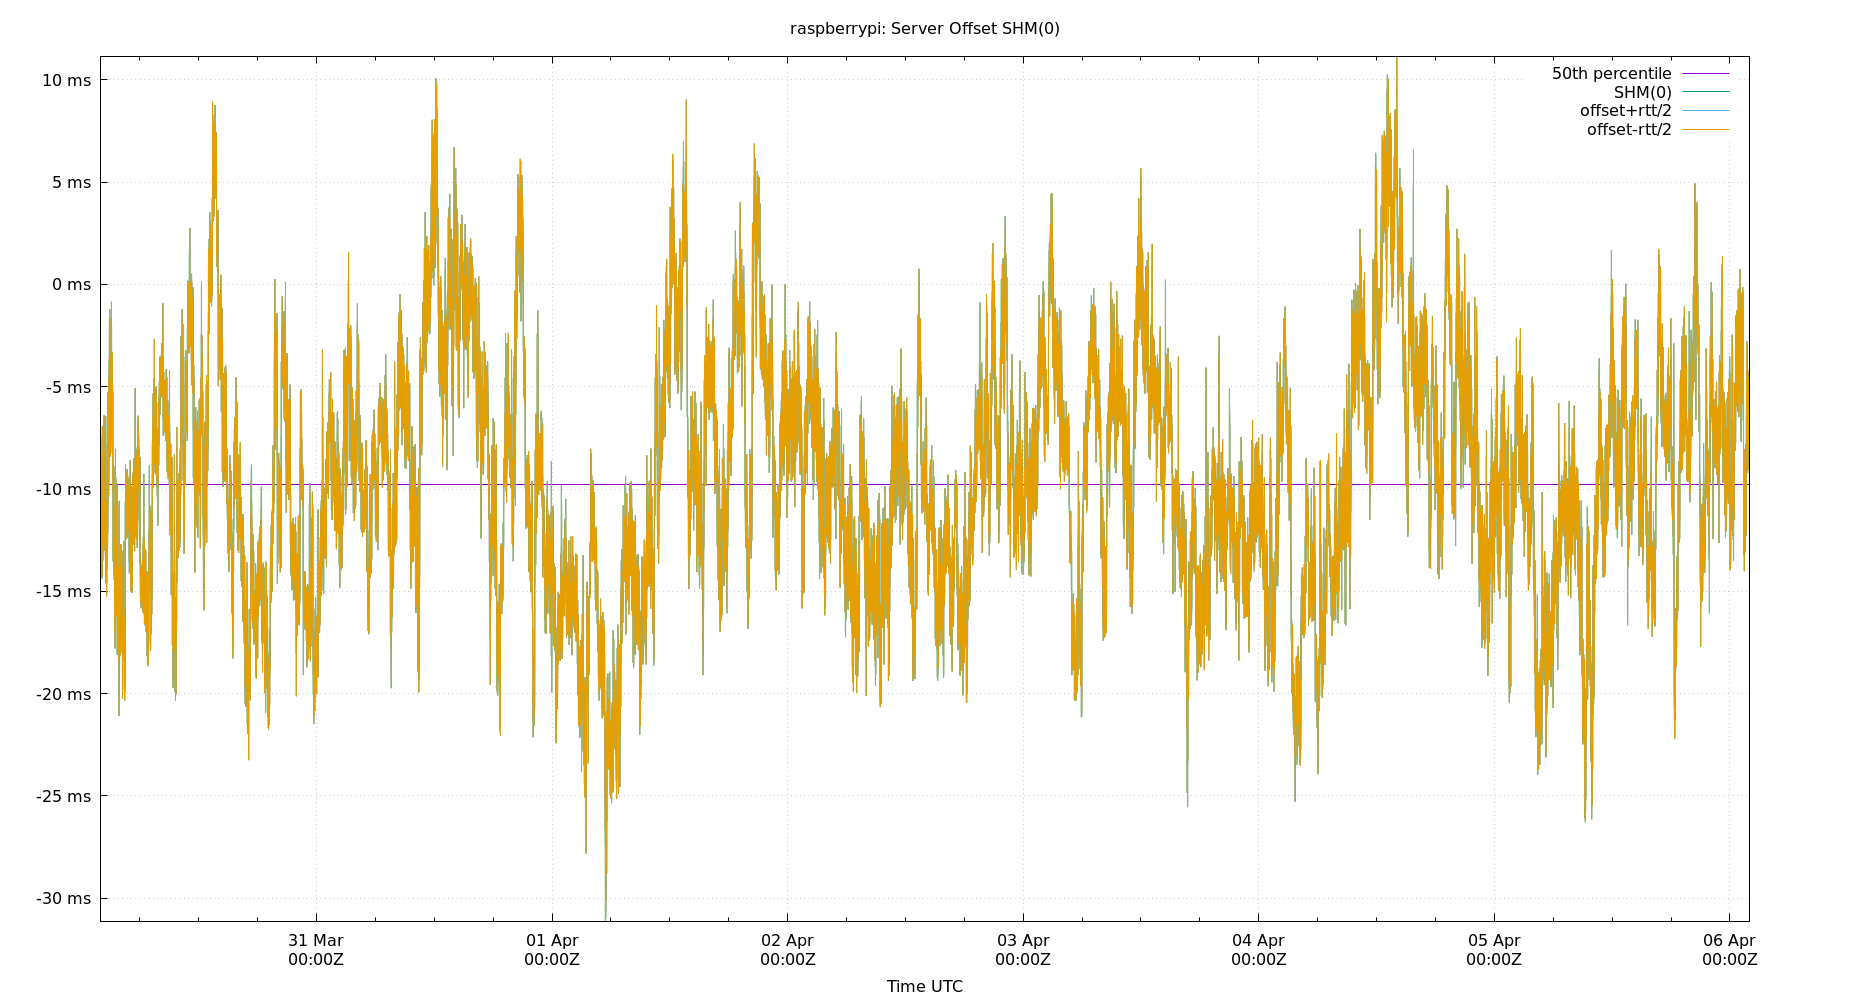 raspberrypi: Server Offset SHM(0)
50th percentile
SHM(0)
offset+rtt/2
offset-rtt/2
10 ms
5 ms
0 ms
-5 ms
-10 ms
-15 ms
-20 ms
-25 ms
-30 ms
31 Mar 01 Apr 02 Apr 03 Apr 04 Apr 05 Apr 06 Apr
00:00Z 00:00Z 00:00Z 00:00Z 00:00Z 00:00Z 00:00Z
Time UTC